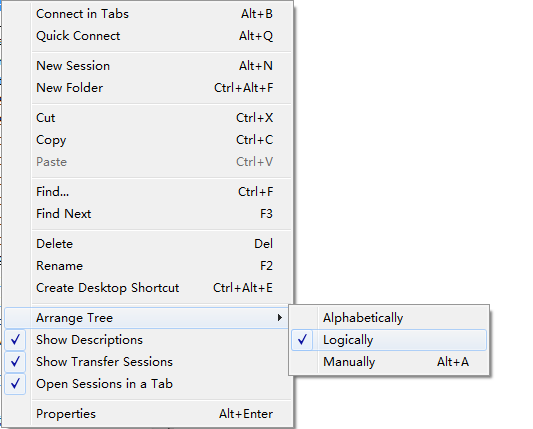 Connect in Tabs Alt+B
Quick Connect Alt+Q
New Session Alt+N
New Folder Ctrl+Alt+F
Cut Ctrl+X
Copy Ctrl+C
Paste Ctrl+V
Find... Ctrl+F
Find Next F3
Delete Del
Rename F2
Create Desktop Shortcut Ctrl+Alt+E
Arrange Tree
Show Descriptions
Show Transfer Sessions
Open Sessions in a Tab
Properties Alt+Enter
Alphabetically
Logically
Manually Alt+A